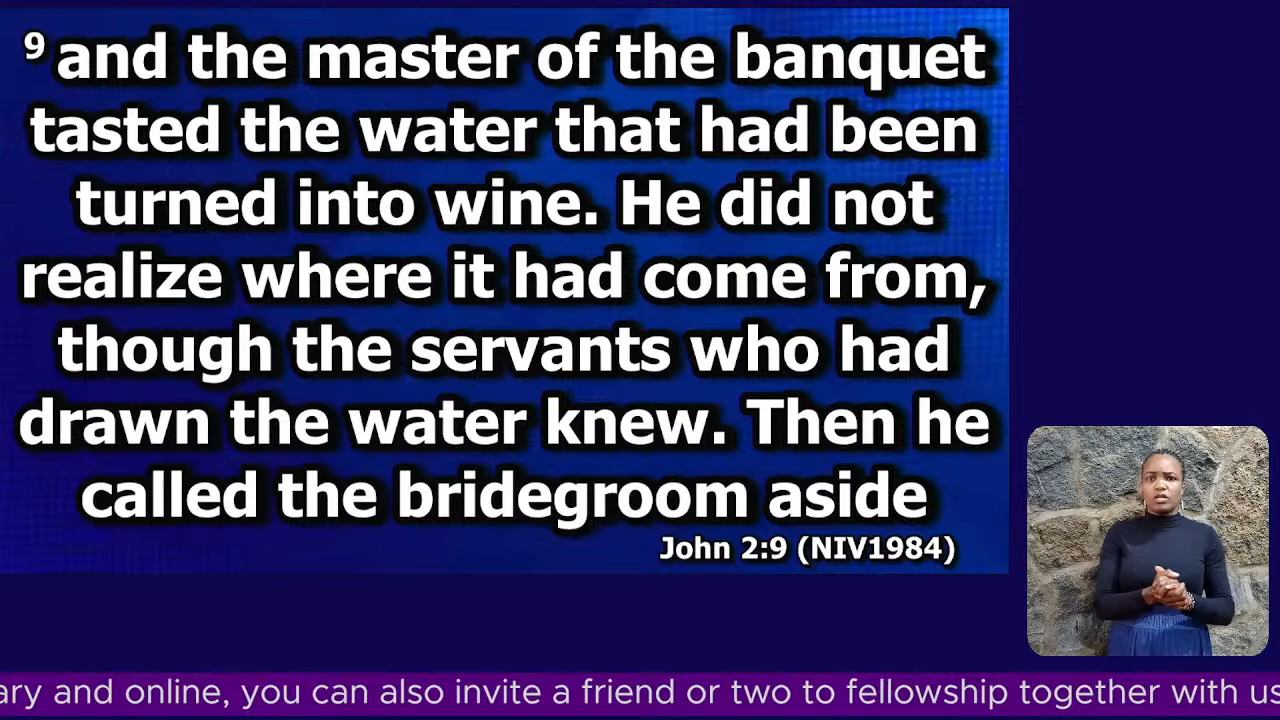 ⁹ and the master of the banquet
tasted the water that had been
turned into wine. He did not
realize where it had come from,
though the servants who had
drawn the water knew. Then he
called the bridegroom aside
John 2:9 (NIV1984)
ary and online, you can also invite a friend or two to fellowship together with us